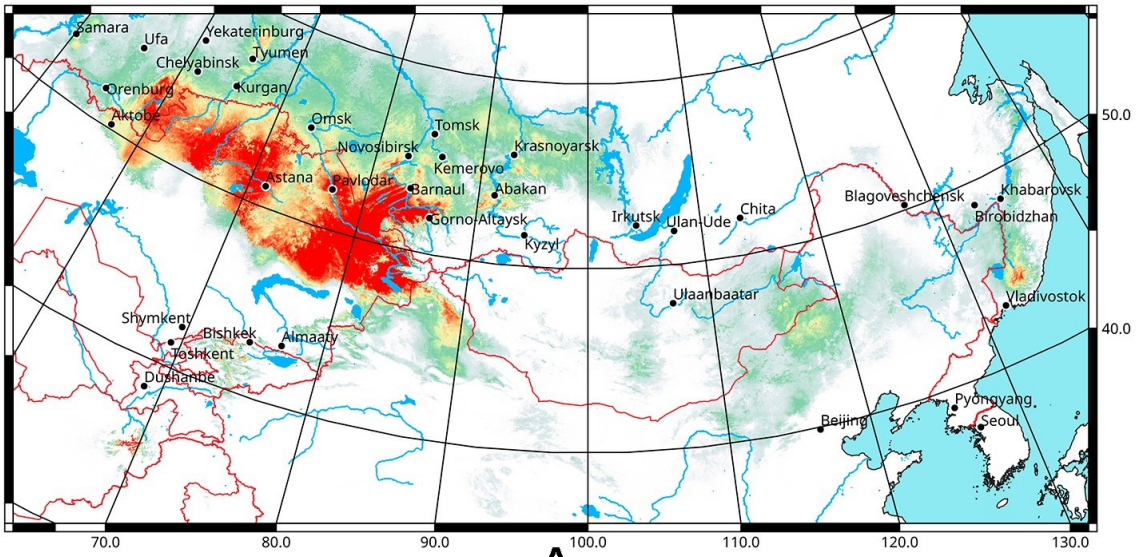 Samara
Ufa
Yekaterinburg
Tyumen
Chelyabinsk
Orenburg
Kurgan
50.0
Aktobe
Omsk
Tomsk
Novosibirsk
Krasnoyarsk
Kemerovo
Astana
Pavlodar
Barnaul
Abakan
Blagoveshchensk
Khabarovsk
Gorno-Altaysk
Irkutsk
Ulan-Ude
Chita
Birobidzhan
Kyzyl
Ulaanbaatar
Vladivostok
Shymkent
Bishkek
Almaaty
40.0
Toshkent
Dushanbe
Pyongyang
Beijing
Seoul
70.0
80.0
90.0
100.0
110.0
120.0
130.0